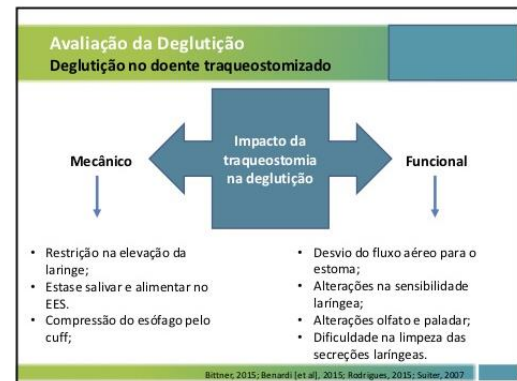 Avaliação da Deglutição
Deglutição no doente traqueostomizado
Impacto da
traqueostomia
na deglutição
Mecânico
Funcional
• Restrição na elevação da
laringe;
• Estase salivar e alimentar no
EES.
• Compressão do esófago pelo
cuff;
• Desvio do fluxo aéreo para o
estoma;
• Alterações na sensibilidade
laríngea;
• Alterações olfato e paladar;
• Dificuldade na limpeza das
secreções laríngeas.
Bittner, 2015; Benardi [et al], 2015; Rodrigues, 2015; Suiter, 2007